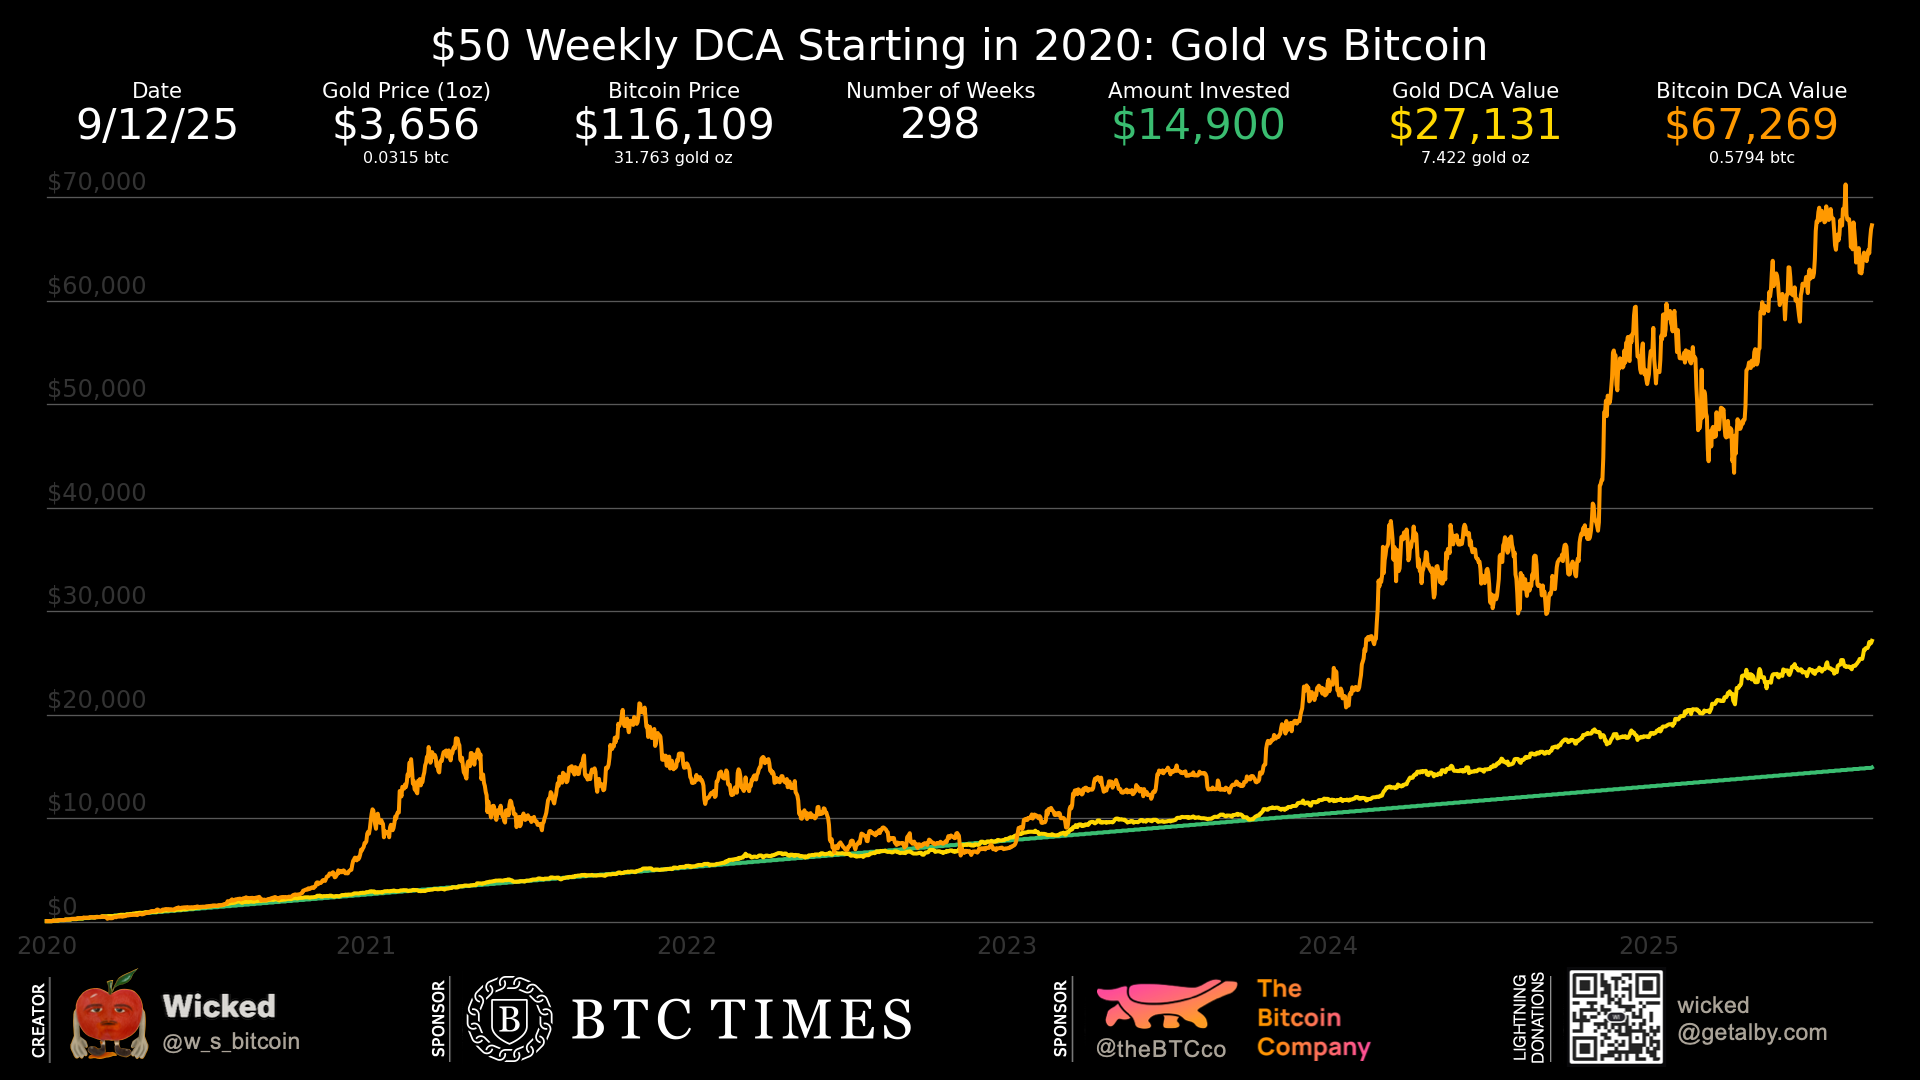 $50 Weekly DCA Starting in 2020: Gold vs Bitcoin
Date
9/12/25
Gold Price (1oz)
$3,656
0.0315 btc
Bitcoin Price
$116,109
31.763 gold oz
Number of Weeks
298
Amount Invested
$14,900
Gold DCA Value
$27,131
7.422 gold oz
Bitcoin DCA Value
$67,269
0.5794 btc
$70,000
$60,000
$50,000
$40,000
$30,000
$20,000
$10,000
$0
2020
2021
2022
2023
2024
2025
CREATOR
Wicked
@w_s_bitcoin
SPONSOR
B
BTC TIMES
SPONSOR
@theBTCco
The
Bitcoin
Company
LIGHTNING
DONATIONS
wicked
@getalby.com